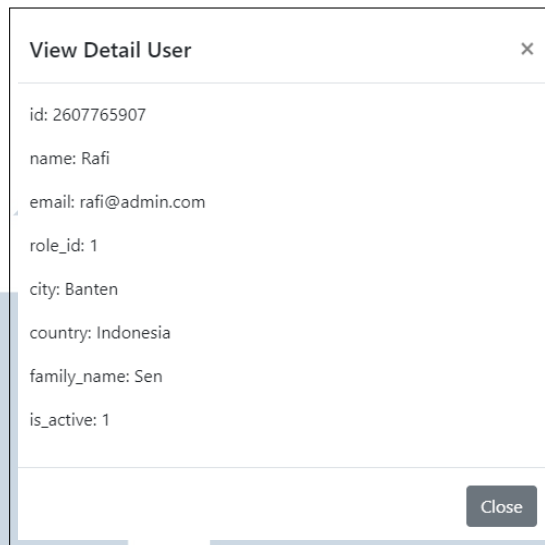 View Detail User ×
id: 2607765907
name: Rafi
email: rafi@admin.com
role_id: 1
city: Banten
country: Indonesia
family_name: Sen
is_active: 1
Close